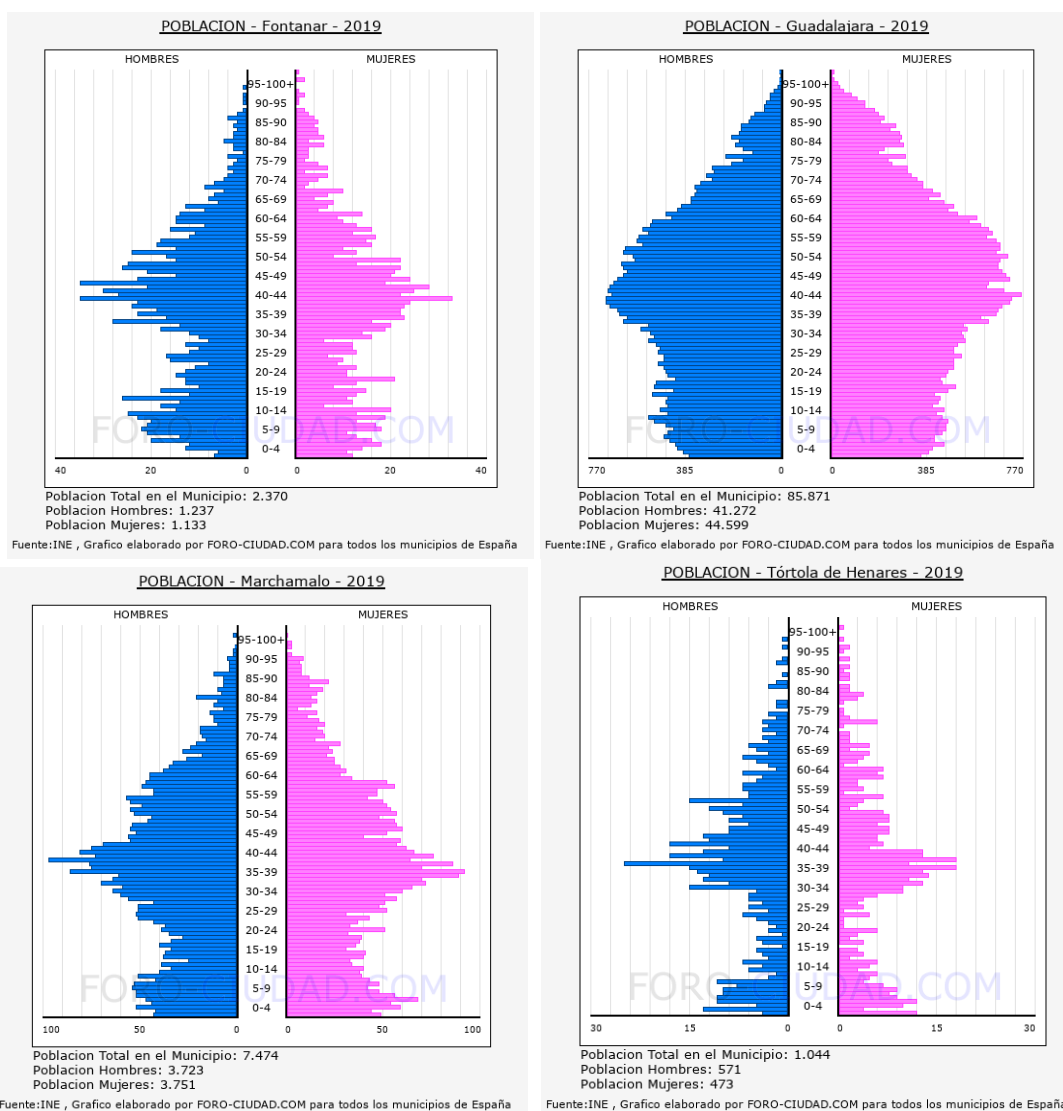 POBLACION - Fontanar - 2019
HOMBRES MUJERES
95-100+
90-95
85-90
80-84
75-79
70-74
65-69
60-64
55-59
50-54
45-49
40-44
35-39
30-34
25-29
20-24
15-19
10-14
5-9
0-4
FORO-CIUDAD.COM
40 20 0 0 20 40
Poblacion Total en el Municipio: 2.370
Poblacion Hombres: 1.237
Poblacion Mujeres: 1.133
Fuente:INE , Grafico elaborado por FORO-CIUDAD.COM para todos los municipios de España
POBLACION - Guadalajara - 2019
HOMBRES MUJERES
95-100+
90-95
85-90
80-84
75-79
70-74
65-69
60-64
55-59
50-54
45-49
40-44
35-39
30-34
25-29
20-24
15-19
10-14
5-9
0-4
FORO-CIUDAD.COM
770 385 0 0 385 770
Poblacion Total en el Municipio: 85.871
Poblacion Hombres: 41.272
Poblacion Mujeres: 44.599
Fuente:INE , Grafico elaborado por FORO-CIUDAD.COM para todos los municipios de España
POBLACION - Marchamalo - 2019
HOMBRES MUJERES
95-100+
90-95
85-90
80-84
75-79
70-74
65-69
60-64
55-59
50-54
45-49
40-44
35-39
30-34
25-29
20-24
15-19
10-14
5-9
0-4
FORO-CIUDAD.COM
100 50 0 0 50 100
Poblacion Total en el Municipio: 7.474
Poblacion Hombres: 3.723
Poblacion Mujeres: 3.751
Fuente:INE , Grafico elaborado por FORO-CIUDAD.COM para todos los municipios de España
POBLACION - Tórtola de Henares - 2019
HOMBRES MUJERES
95-100+
90-95
85-90
80-84
75-79
70-74
65-69
60-64
55-59
50-54
45-49
40-44
35-39
30-34
25-29
20-24
15-19
10-14
5-9
0-4
FORO-CIUDAD.COM
30 15 0 0 15 30
Poblacion Total en el Municipio: 1.044
Poblacion Hombres: 571
Poblacion Mujeres: 473
Fuente:INE , Grafico elaborado por FORO-CIUDAD.COM para todos los municipios de España